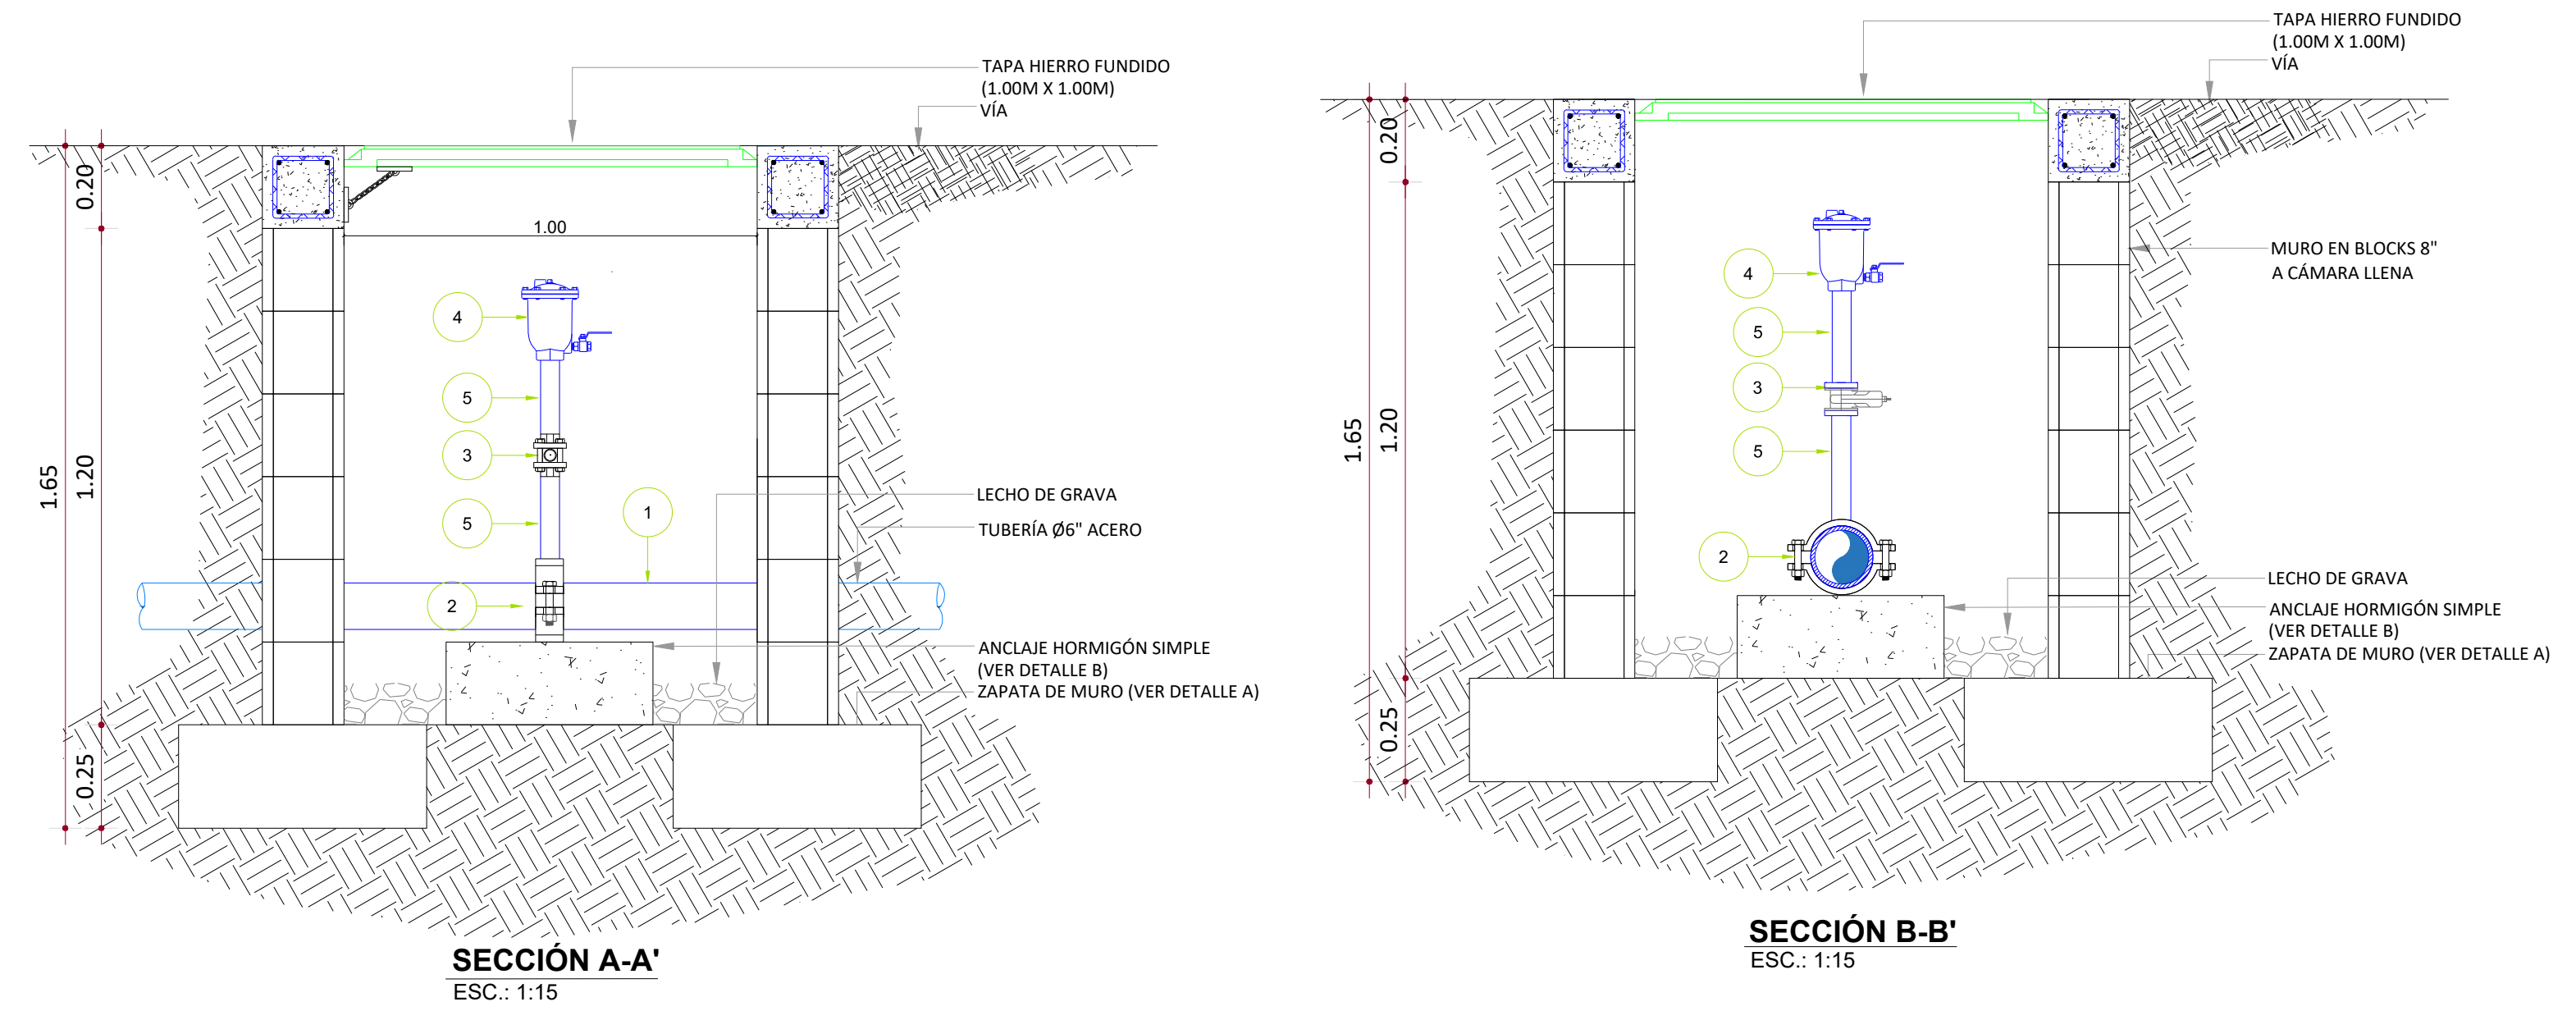 TAPA HIERRO FUNDIDO
(1.00M X 1.00M)
VÍA
0.20
1.00
4
5
3
1.65
1.20
5
1
LECHO DE GRAVA
TUBERÍA Ø6" ACERO
2
ANCLAJE HORMIGÓN SIMPLE
(VER DETALLE B)
ZAPATA DE MURO (VER DETALLE A)
0.25
SECCIÓN A-A'
ESC.: 1:15
TAPA HIERRO FUNDIDO
(1.00M X 1.00M)
VÍA
0.20
MURO EN BLOCKS 8"
A CÁMARA LLENA
4
5
3
1.65
1.20
5
2
LECHO DE GRAVA
ANCLAJE HORMIGÓN SIMPLE
(VER DETALLE B)
ZAPATA DE MURO (VER DETALLE A)
0.25
SECCIÓN B-B'
ESC.: 1:15